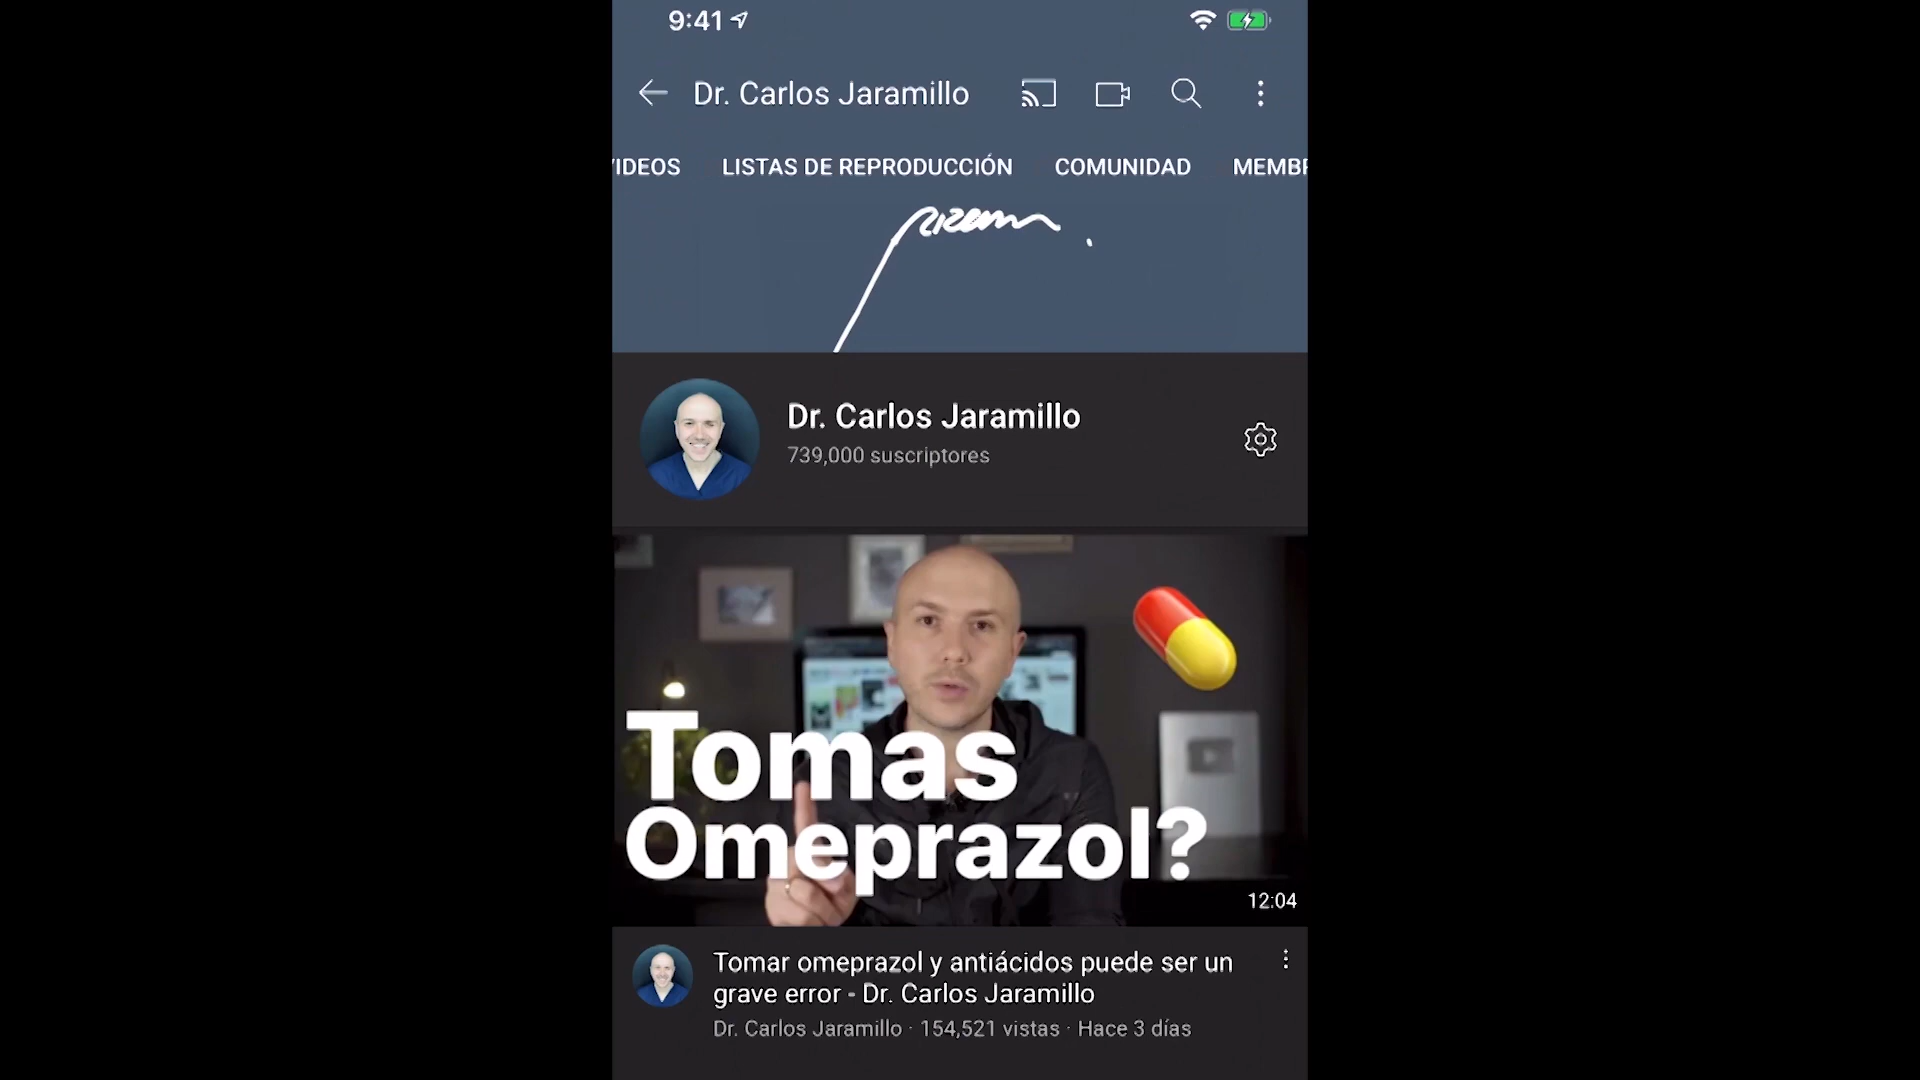 9:41
Dr. Carlos Jaramillo
VIDEOS LISTAS DE REPRODUCCIÓN COMUNIDAD MEMBR
Dr. Carlos Jaramillo
739,000 suscriptores
Tomas
Omeprazol?
12:04
Tomar omeprazol y antiácidos puede ser un
grave error - Dr. Carlos Jaramillo
Dr. Carlos Jaramillo · 154,521 vistas · Hace 3 días